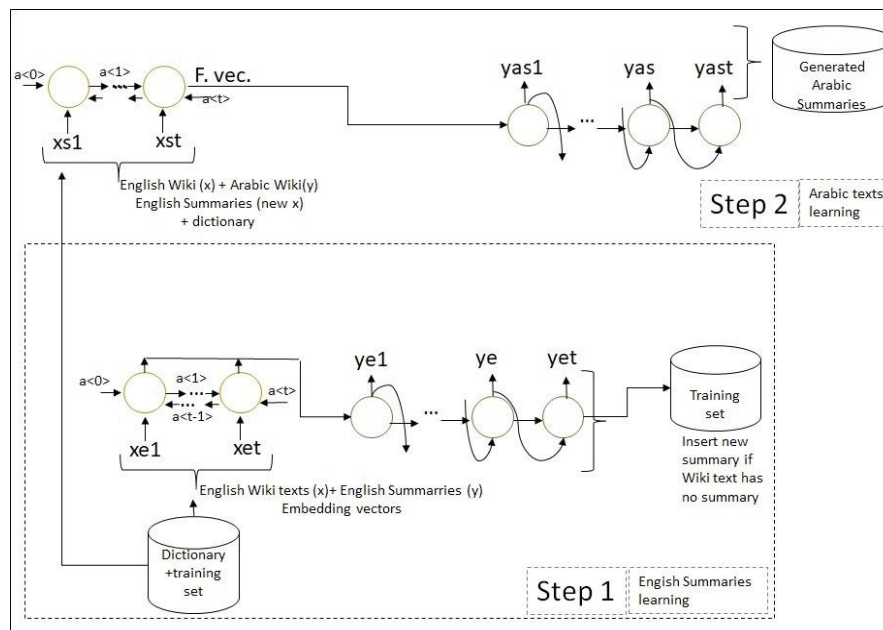 a<0>
a<1>
F. vec.
a<t>
xs1
xst
yas1
...
yas
yast
Generated
Arabic
Summaries
English Wiki (x) + Arabic Wiki(y)
English Summaries (new x)
+ dictionary
Step 2
Arabic texts
learning
a<0>
a<1>
...
...
a<t-1>
a<t>
xe1
xet
ye1
...
ye
yet
Training
set
Insert new
summary if
Wiki text has
no summary
English Wiki texts (x)+ English Summarries (y)
Embedding vectors
Dictionary
+training
set
Step 1
Engish Summaries
learning